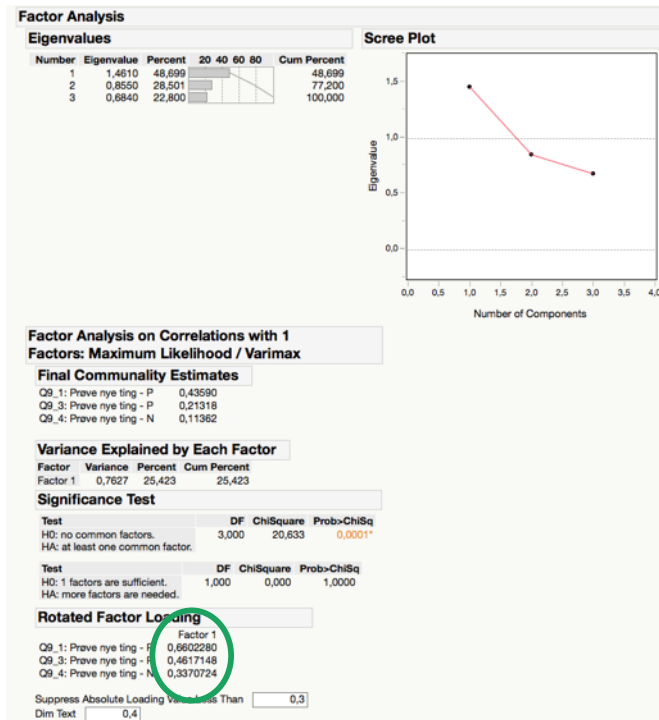 Factor Analysis
Eigenvalues
Number Eigenvalue Percent 20 40 60 80 Cum Percent
1 1,4610 48,699 48,699
2 0,8550 28,501 77,200
3 0,6840 22,800 100,000
Scree Plot
1,5
1,0
0,5
0,0
Eigenvalue
0,0 0,5 1,0 1,5 2,0 2,5 3,0 3,5 4,0
Number of Components
Factor Analysis on Correlations with 1
Factors: Maximum Likelihood / Varimax
Final Communality Estimates
Q9_1: Prøve nye ting - P 0,43590
Q9_3: Prøve nye ting - P 0,21318
Q9_4: Prøve nye ting - N 0,11362
Variance Explained by Each Factor
Factor Variance Percent Cum Percent
Factor 1 0,7627 25,423 25,423
Significance Test
Test DF ChiSquare Prob>ChiSq
H0: no common factors. 3,000 20,633 0,0001*
HA: at least one common factor.
Test DF ChiSquare Prob>ChiSq
H0: 1 factors are sufficient. 1,000 0,000 1,0000
HA: more factors are needed.
Rotated Factor Loading
Factor 1
Q9_1: Prøve nye ting - P 0,6602280
Q9_3: Prøve nye ting - P 0,4617148
Q9_4: Prøve nye ting - N 0,3370724
Suppress Absolute Loading Value Less Than 0,3
Dim Text 0,4